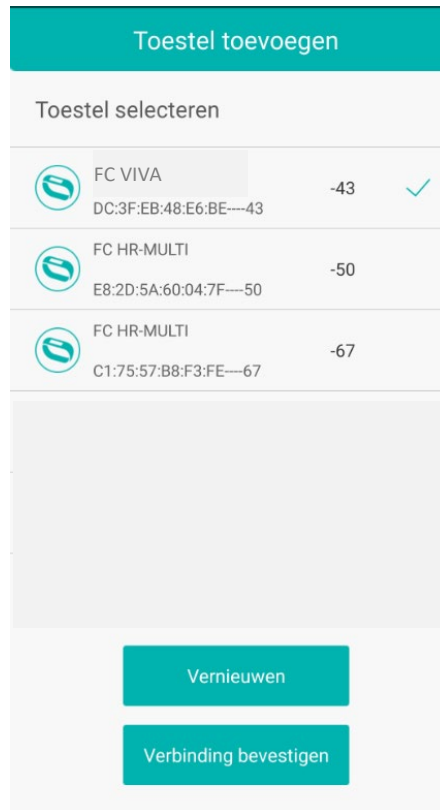 Toestel toevoegen
Toestel selecteren
FC VIVA
-43
DC:3F:EB:48:E6:BE----43
FC HR-MULTI
-50
E8:2D:5A:60:04:7F----50
FC HR-MULTI
-67
C1:75:57:B8:F3:FE----67
Vernieuwen
Verbinding bevestigen